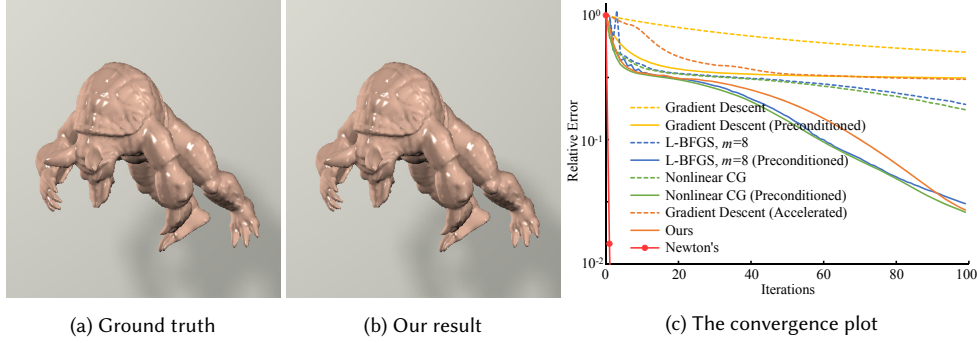 10⁰
10⁻¹
10⁻²
Relative Error
Gradient Descent
Gradient Descent (Preconditioned)
L-BFGS, m=8
L-BFGS, m=8 (Preconditioned)
Nonlinear CG
Nonlinear CG (Preconditioned)
Gradient Descent (Accelerated)
Ours
Newton's
0 20 40 60 80 100
Iterations
(a) Ground truth
(b) Our result
(c) The convergence plot